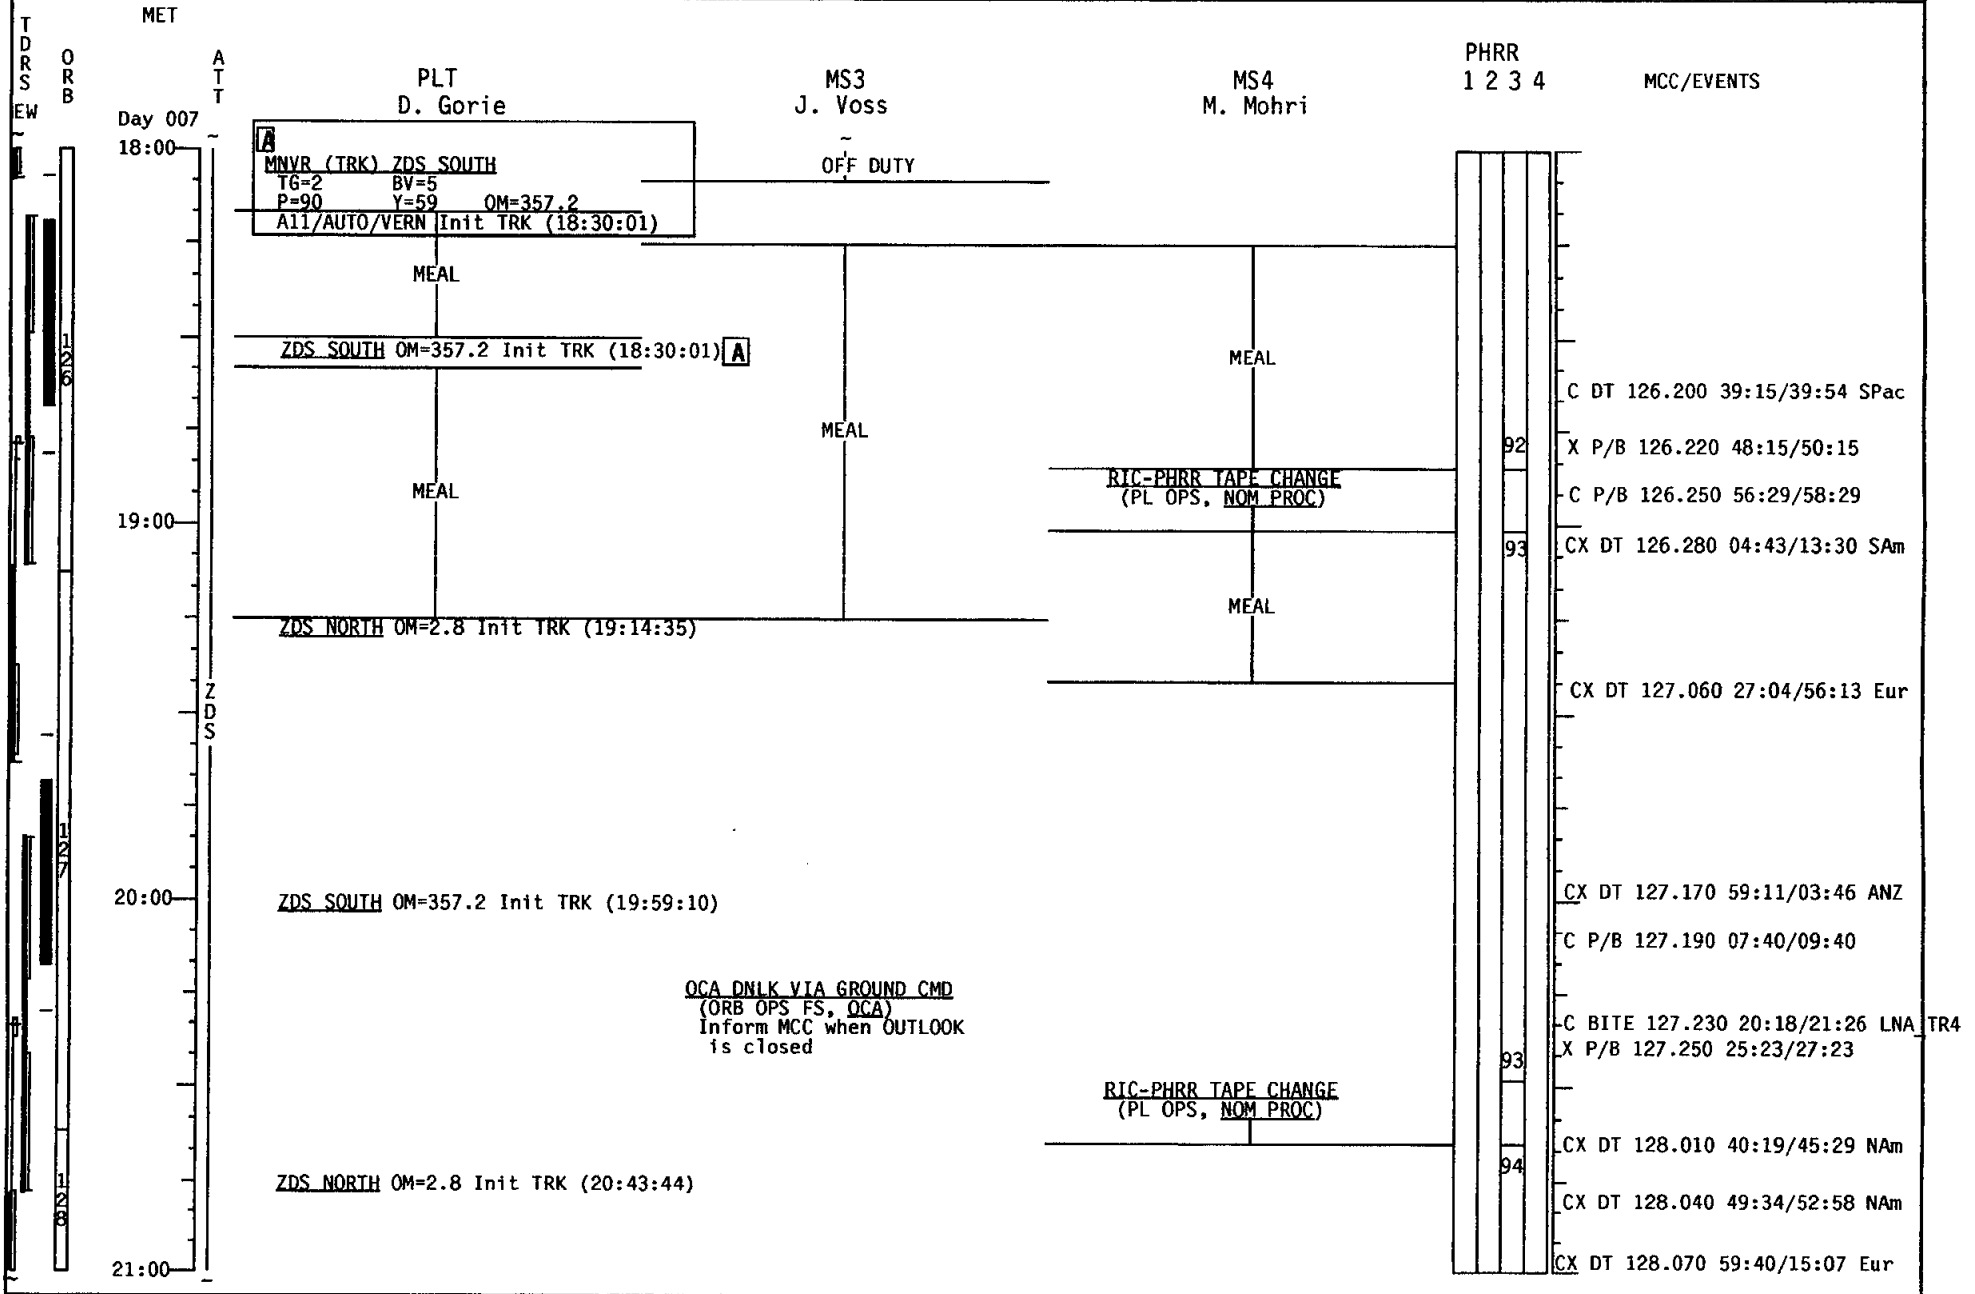 MET
TDRS
EW
ORB
ATT
PLT
D. Gorie
MS3
J. Voss
MS4
M. Mohri
PHRR
1 2 3 4
MCC/EVENTS
Day 007
18:00
A
MNVR (TRK) ZDS SOUTH
TG=2 BV=5
P=90 Y=59 OM=357.2
All/AUTO/VERN Init TRK (18:30:01)
OFF DUTY
MEAL
126
ZDS SOUTH OM=357.2 Init TRK (18:30:01) A
MEAL
C DT 126.200 39:15/39:54 SPac
MEAL
92
X P/B 126.220 48:15/50:15
MEAL
RIC-PHRR TAPE CHANGE
(PL OPS, NOM PROC)
C P/B 126.250 56:29/58:29
19:00
93
CX DT 126.280 04:43/13:30 SAm
MEAL
ZDS NORTH OM=2.8 Init TRK (19:14:35)
ZDS
CX DT 127.060 27:04/56:13 Eur
127
20:00
ZDS SOUTH OM=357.2 Init TRK (19:59:10)
CX DT 127.170 59:11/03:46 ANZ
C P/B 127.190 07:40/09:40
OCA DNLK VIA GROUND CMD
(ORB OPS FS, OCA)
Inform MCC when OUTLOOK
is closed
C BITE 127.230 20:18/21:26 LNA TR4
93
X P/B 127.250 25:23/27:23
RIC-PHRR TAPE CHANGE
(PL OPS, NOM PROC)
CX DT 128.010 40:19/45:29 NAm
94
128
ZDS NORTH OM=2.8 Init TRK (20:43:44)
CX DT 128.040 49:34/52:58 NAm
21:00
CX DT 128.070 59:40/15:07 Eur